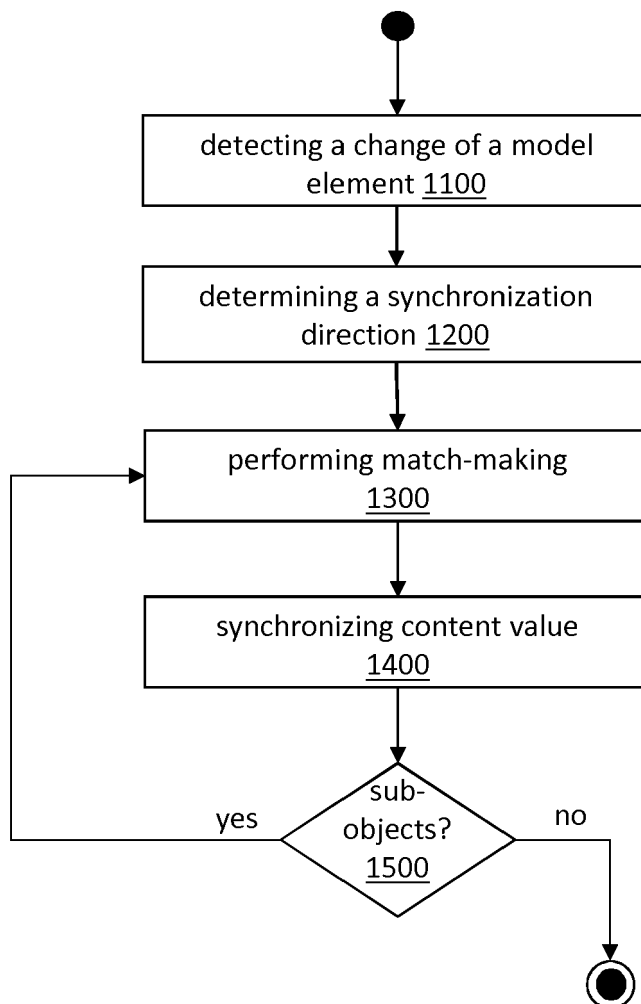 detecting a change of a model
element 1100
determining a synchronization
direction 1200
performing match-making
1300
synchronizing content value
1400
sub-
objects?
1500
yes
no